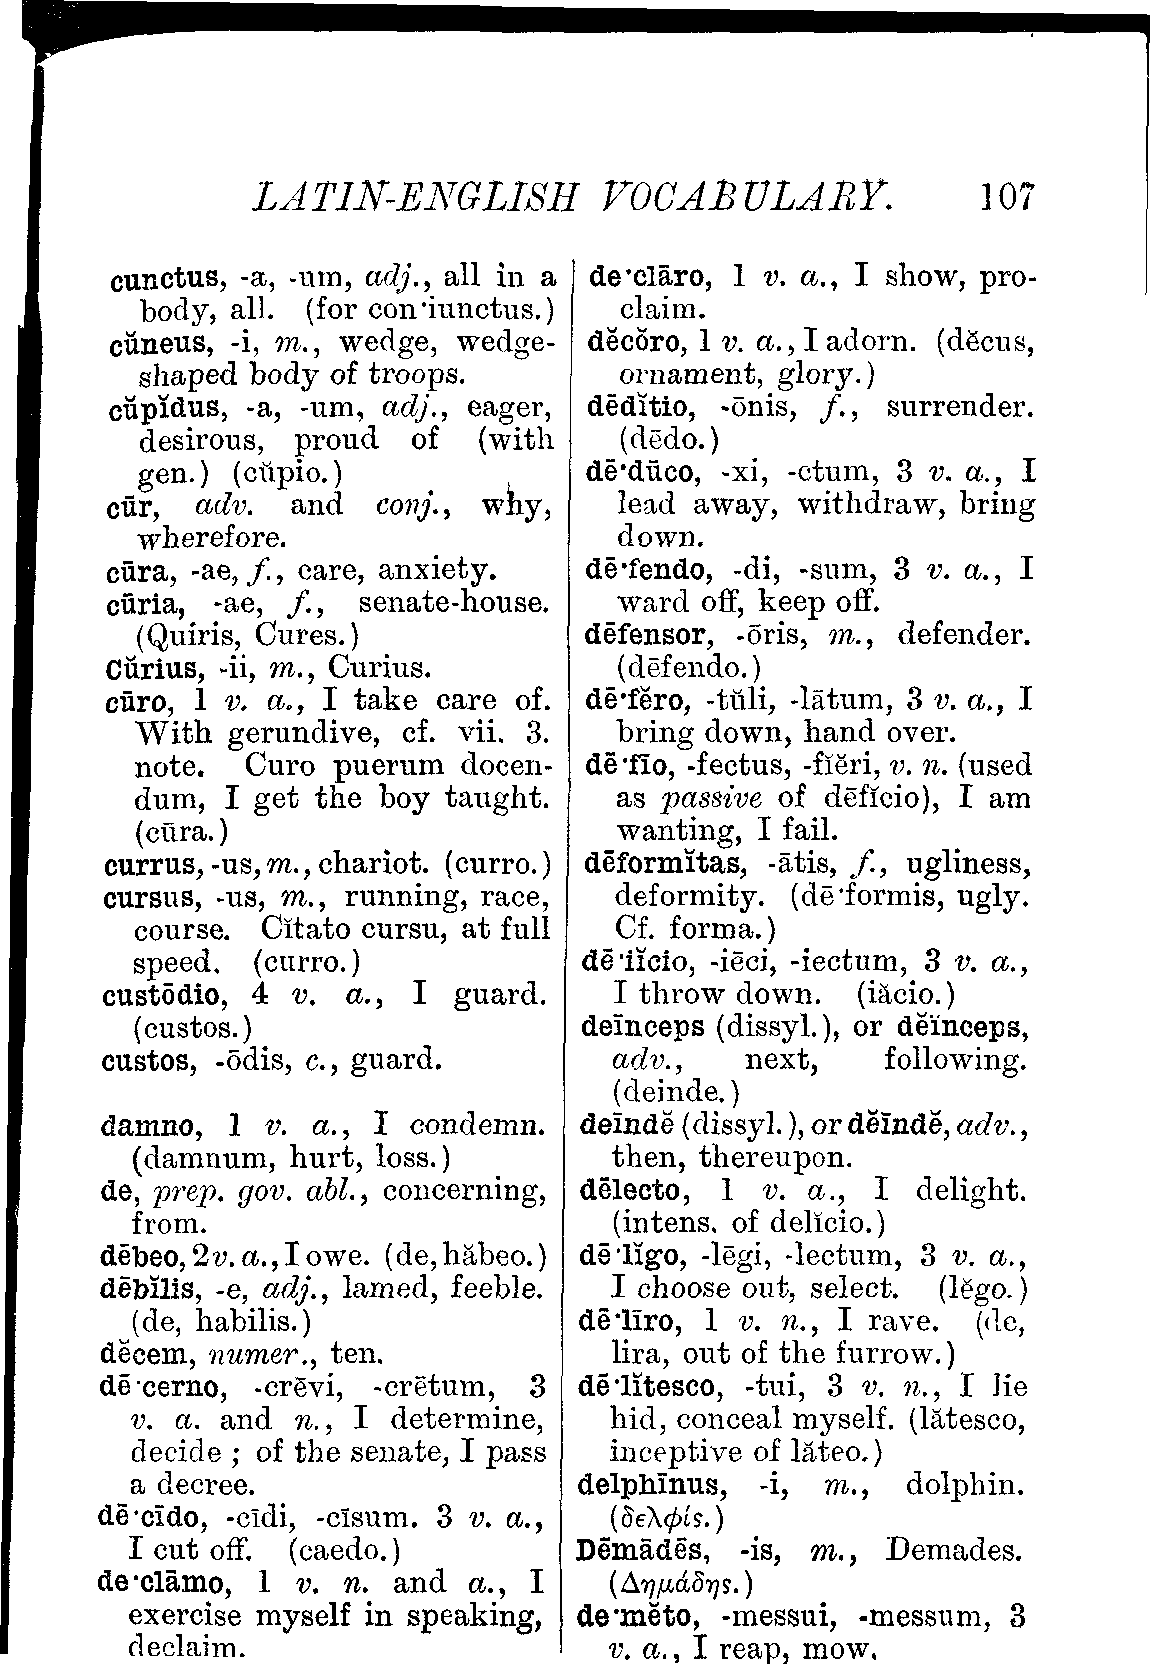 LATIN-ENGLISH VOCABULARY. 107
cunctus, -a, -um, adj., all in a
body, all. (for con·iunctus.)
cŭneus, -i, m., wedge, wedge-
shaped body of troops.
cŭpĭdus, -a, -um, adj., eager,
desirous, proud of (with
gen.) (cŭpio.)
cūr, adv. and conj., why,
wherefore.
cūra, -ae, f., care, anxiety.
cūria, -ae, f., senate-house.
(Quiris, Cures.)
Cŭrius, -ii, m., Curius.
cūro, 1 v. a., I take care of.
With gerundive, cf. vii. 3.
note. Curo puerum docen-
dum, I get the boy taught.
(cūra.)
currus, -us, m., chariot. (curro.)
cursus, -us, m., running, race,
course. Cĭtato cursu, at full
speed. (curro.)
custōdio, 4 v. a., I guard.
(custos.)
custos, -ōdis, c., guard.
damno, 1 v. a., I condemn.
(damnum, hurt, loss.)
de, prep. gov. abl., concerning,
from.
dēbeo, 2 v. a., I owe. (de, hăbeo.)
dēbĭlis, -e, adj., lamed, feeble.
(de, habilis.)
dĕcem, numer., ten.
dē·cerno, -crēvi, -crētum, 3
v. a. and n., I determine,
decide ; of the senate, I pass
a decree.
dē·cīdo, -cīdi, -cīsum. 3 v. a.,
I cut off. (caedo.)
de·clāmo, 1 v. n. and a., I
exercise myself in speaking,
declaim.
de·clāro, 1 v. a., I show, pro-
claim.
dĕcŏro, 1 v. a., I adorn. (dĕcus,
ornament, glory.)
dēdĭtio, -ōnis, f., surrender.
(dēdo.)
dē·dūco, -xi, -ctum, 3 v. a., I
lead away, withdraw, bring
down.
dē·fendo, -di, -sum, 3 v. a., I
ward off, keep off.
dēfensor, -ōris, m., defender.
(dēfendo.)
dē·fĕro, -tŭli, -lātum, 3 v. a., I
bring down, hand over.
dē·fīo, -fectus, -fĭĕri, v. n. (used
as passive of dēfĭcio), I am
wanting, I fail.
dēformĭtas, -ātis, f., ugliness,
deformity. (dē·formis, ugly.
Cf. forma.)
dē·iĭcio, -iēci, -iectum, 3 v. a.,
I throw down. (iăcio.)
deīnceps (dissyl.), or dĕïnceps,
adv., next, following.
(deinde.)
deīndĕ (dissyl.), or dĕīndĕ, adv.,
then, thereupon.
dēlecto, 1 v. a., I delight.
(intens. of delĭcio.)
dē·lĭgo, -lēgi, -lectum, 3 v. a.,
I choose out, select. (lĕgo.)
dē·līro, 1 v. n., I rave. (de,
lira, out of the furrow.)
dē·lĭtesco, -tui, 3 v. n., I lie
hid, conceal myself. (lătesco,
inceptive of lăteo.)
delphīnus, -i, m., dolphin.
(δελφίς.)
Dēmādēs, -is, m., Demades.
(Δημάδης.)
de·mĕto, -messui, -messum, 3
v. a., I reap, mow.